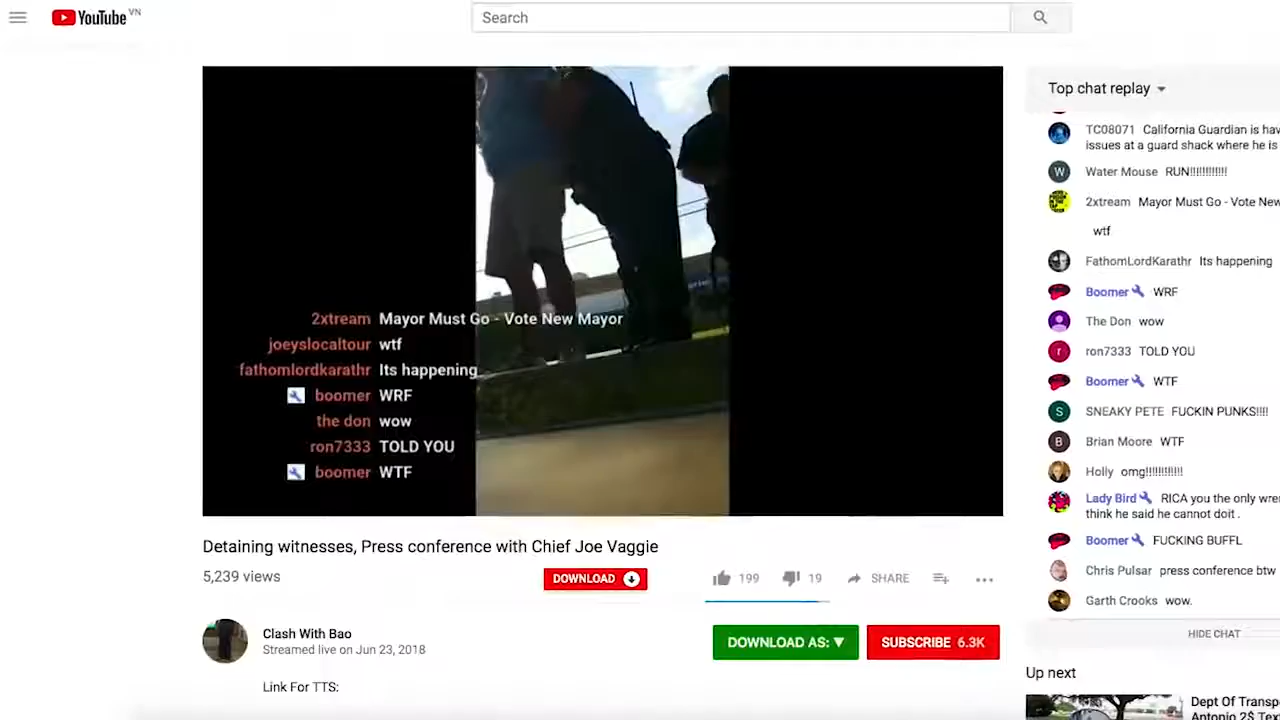 YouTube VN
Search
2xtream Mayor Must Go - Vote New Mayor
joeyslocaltour wtf
fathomlordkarathr Its happening
boomer WRF
the don wow
ron7333 TOLD YOU
boomer WTF
Detaining witnesses, Press conference with Chief Joe Vaggie
5,239 views
DOWNLOAD
199
19
SHARE
Clash With Bao
Streamed live on Jun 23, 2018
DOWNLOAD AS: ▼
SUBSCRIBE 6.3K
Link For TTS:
Top chat replay
TC08071 California Guardian is hav
issues at a guard shack where he is
W Water Mouse RUN!!!!!!!!!!!!
2xtream Mayor Must Go - Vote New
wtf
FathomLordKarathr Its happening
Boomer WRF
The Don wow
r ron7333 TOLD YOU
Boomer WTF
S SNEAKY PETE FUCKIN PUNKS!!!!
B Brian Moore WTF
Holly omg!!!!!!!!!!!!
Lady Bird RICA you the only wre
think he said he cannot doit .
Boomer FUCKING BUFFL
Chris Pulsar press conference btw
Garth Crooks wow.
HIDE CHAT
Up next
Dept Of Transp
Antonio 2$ Tex